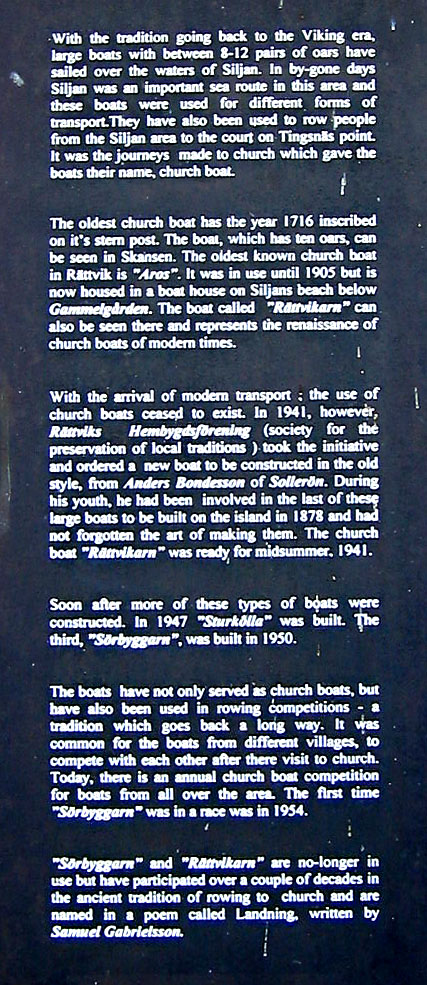 With the tradition going back to the Viking era,
large boats with between 8-12 pairs of oars have
sailed over the waters of Siljan. In by-gone days
Siljan was an important sea route in this area and
these boats were used for different forms of
transport.They have also been used to row people
from the Siljan area to the court on Tingsnäs point.
It was the journeys made to church which gave the
boats their name, church boat.
The oldest church boat has the year 1716 inscribed
on it's stern post. The boat, which has ten oars, can
be seen in Skansen. The oldest known church boat
in Rättvik is "Aros". It was in use until 1905 but is
now housed in a boat house on Siljans beach below
Gammelgården. The boat called "Rättvikarn" can
also be seen there and represents the renaissance of
church boats of modern times.
With the arrival of modern transport : the use of
church boats ceased to exist. In 1941, however,
Rättviks Hembygdsförening (society for the
preservation of local traditions ) took the initiative
and ordered a new boat to be constructed in the old
style, from Anders Bondesson of Sollerön. During
his youth, he had been involved in the last of these
large boats to be built on the island in 1878 and had
not forgotten the art of making them. The church
boat "Rättvikarn" was ready for midsummer, 1941.
Soon after more of these types of boats were
constructed. In 1947 "Sturkölla" was built. The
third, "Sörbyggarn", was built in 1950.
The boats have not only served as church boats, but
have also been used in rowing competitions - a
tradition which goes back a long way. It was
common for the boats from different villages, to
compete with each other after there visit to church.
Today, there is an annual church boat competition
for boats from all over the area. The first time
"Sörbyggarn" was in a race was in 1954.
"Sörbyggarn" and "Rättvikarn" are no-longer in
use but have participated over a couple of decades in
the ancient tradition of rowing to church and are
named in a poem called Landning, written by
Samuel Gabrielsson.